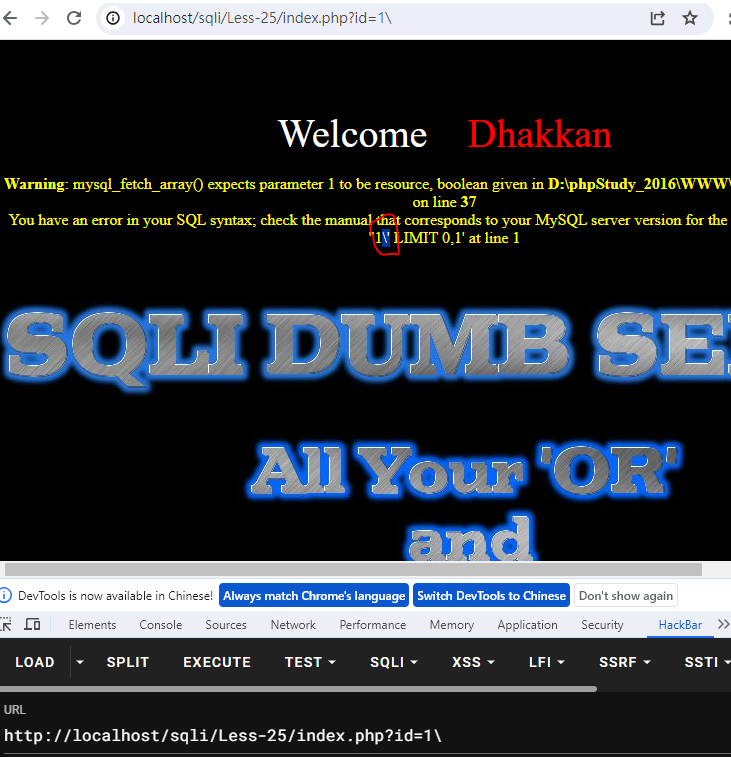 localhost/sqli/Less-25/index.php?id=1\
Welcome Dhakkan
Warning: mysql_fetch_array() expects parameter 1 to be resource, boolean given in D:\phpStudy_2016\WWW\
on line 37
You have an error in your SQL syntax; check the manual that corresponds to your MySQL server version for the
''1\' LIMIT 0,1' at line 1
SQLI DUMB SE
All Your 'OR'
and
DevTools is now available in Chinese! Always match Chrome's language Switch DevTools to Chinese Don't show again
Elements Console Sources Network Performance Memory Application Security HackBar
LOAD SPLIT EXECUTE TEST SQLI XSS LFI SSRF SSTI
URL
http://localhost/sqli/Less-25/index.php?id=1\